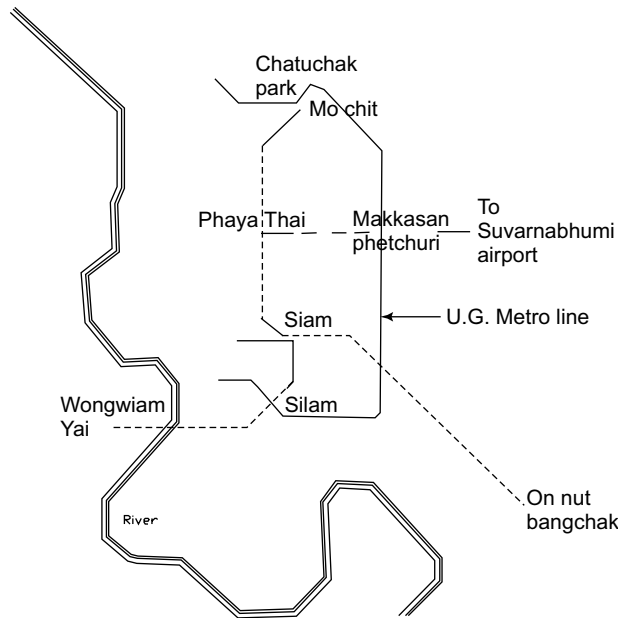 Chatuchak
park
Mo chit
Phaya Thai
Makkasan
phetchuri
To
Suvarnabhumi
airport
Siam
U.G. Metro line
Wongwiam
Yai
Silam
On nut
bangchak
River